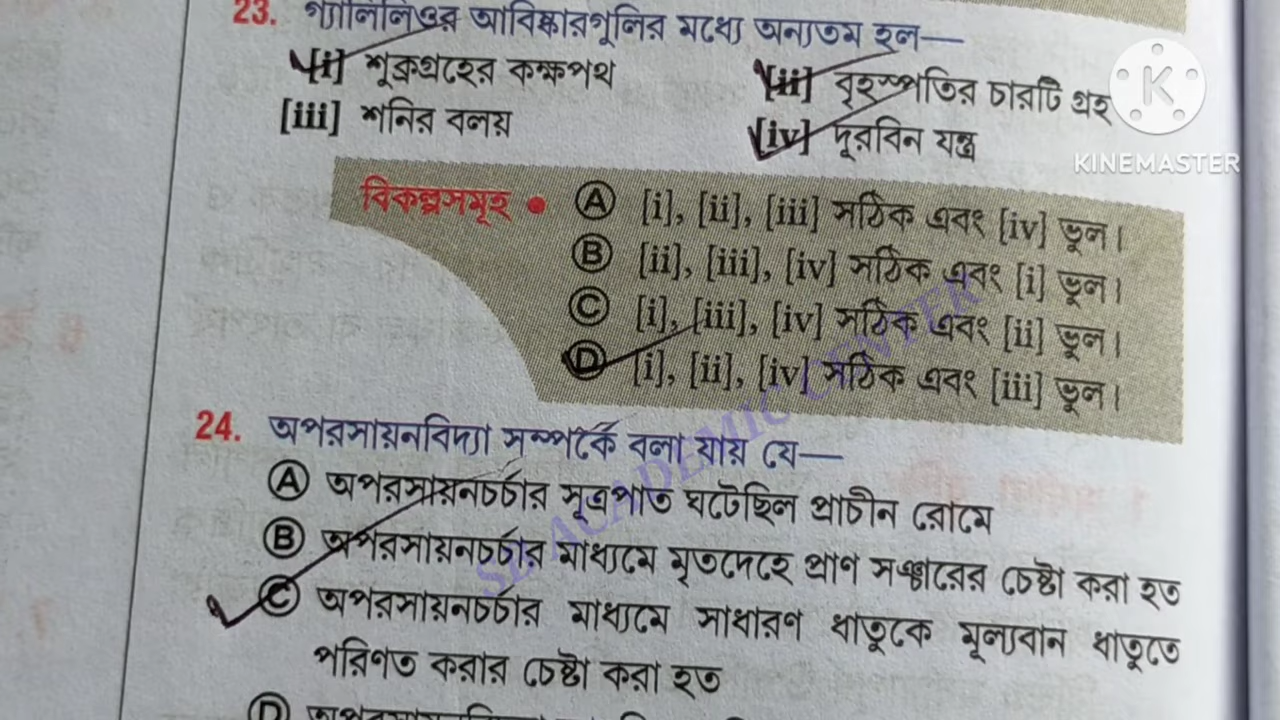 23. গ্যালিলিওর আবিষ্কারগুলির মধ্যে অন্যতম হল—
[i] শুক্রগ্রহের কক্ষপথ [ii] বৃহস্পতির চারটি গ্রহ
[iii] শনির বলয় [iv] দূরবিন যন্ত্র
K
KINEMASTER
বিকল্পসমূহ • A [i], [ii], [iii] সঠিক এবং [iv] ভুল।
B [ii], [iii], [iv] সঠিক এবং [i] ভুল।
C [i], [iii], [iv] সঠিক এবং [ii] ভুল।
D [i], [ii], [iv] সঠিক এবং [iii] ভুল।
24. অপরসায়নবিদ্যা সম্পর্কে বলা যায় যে—
A অপরসায়নচর্চার সূত্রপাত ঘটেছিল প্রাচীন রোমে
B অপরসায়নচর্চার মাধ্যমে মৃতদেহে প্রাণ সঞ্চারের চেষ্টা করা হত
C অপরসায়নচর্চার মাধ্যমে সাধারণ ধাতুকে মূল্যবান ধাতুতে
পরিণত করার চেষ্টা করা হত
D
ACADEMIC CENTER